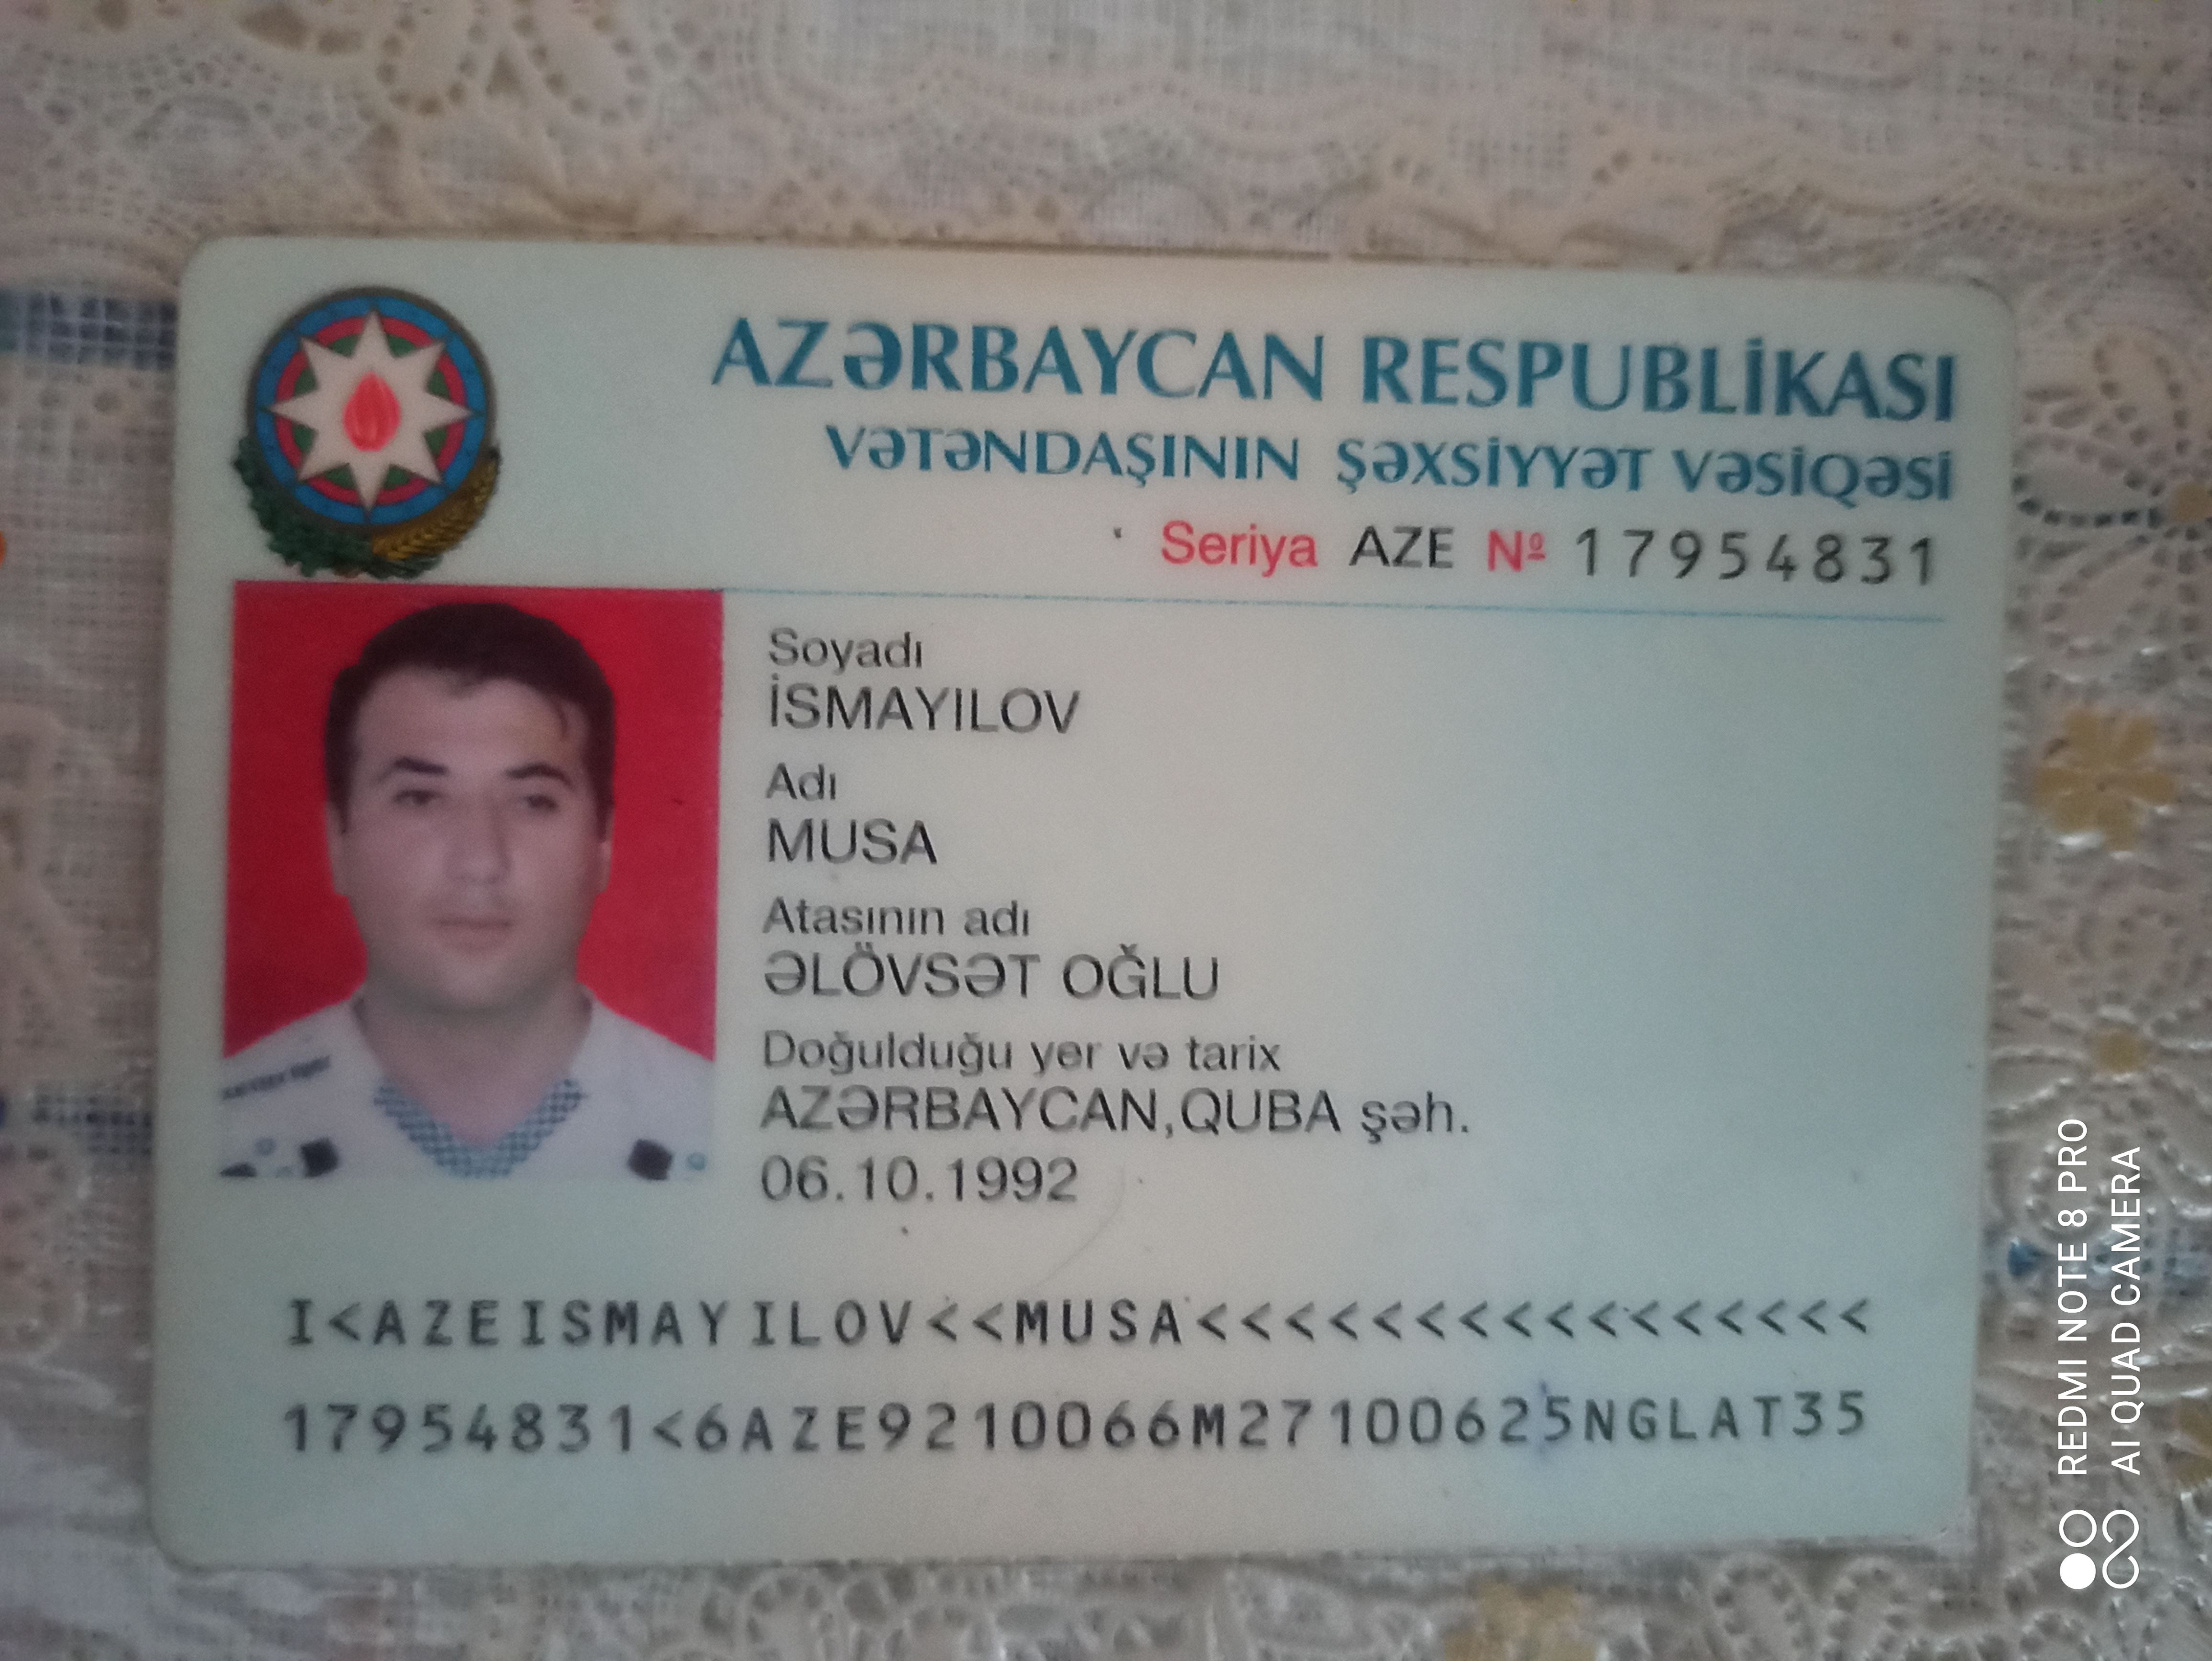 AZƏRBAYCAN RESPUBLİKASI
VƏTƏNDAŞININ ŞƏXSİYYƏT VƏSİQƏSİ
Seriya AZE № 17954831
Soyadı
İSMAYILOV
Adı
MUSA
Atasının adı
ƏLÖVSƏT OĞLU
Doğulduğu yer və tarix
AZƏRBAYCAN,QUBA şəh.
06.10.1992
I<AZEISMAYILOV<<MUSA<<<<<<<<<<<<<<<
17954831<6AZE9210066M27100625NGLAT35
REDMI NOTE 8 PRO
AI QUAD CAMERA